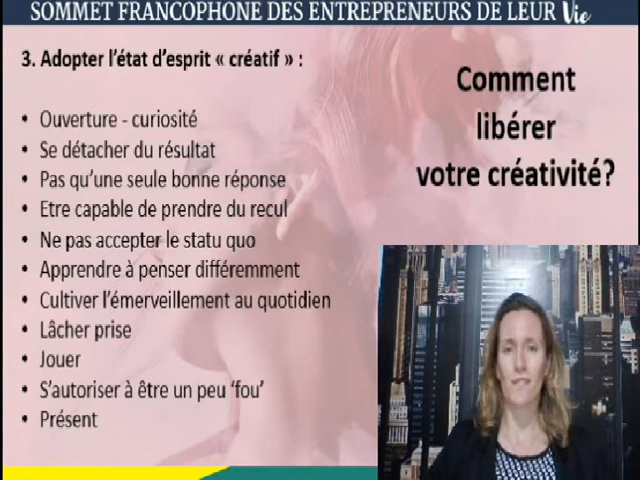 SOMMET FRANCOPHONE DES ENTREPRENEURS DE LEUR Vie
3. Adopter l'état d'esprit « créatif » :
Comment
libérer
votre créativité?
• Ouverture - curiosité
• Se détacher du résultat
• Pas qu'une seule bonne réponse
• Etre capable de prendre du recul
• Ne pas accepter le statu quo
• Apprendre à penser différemment
• Cultiver l'émerveillement au quotidien
• Lâcher prise
• Jouer
• S'autoriser à être un peu 'fou'
• Présent